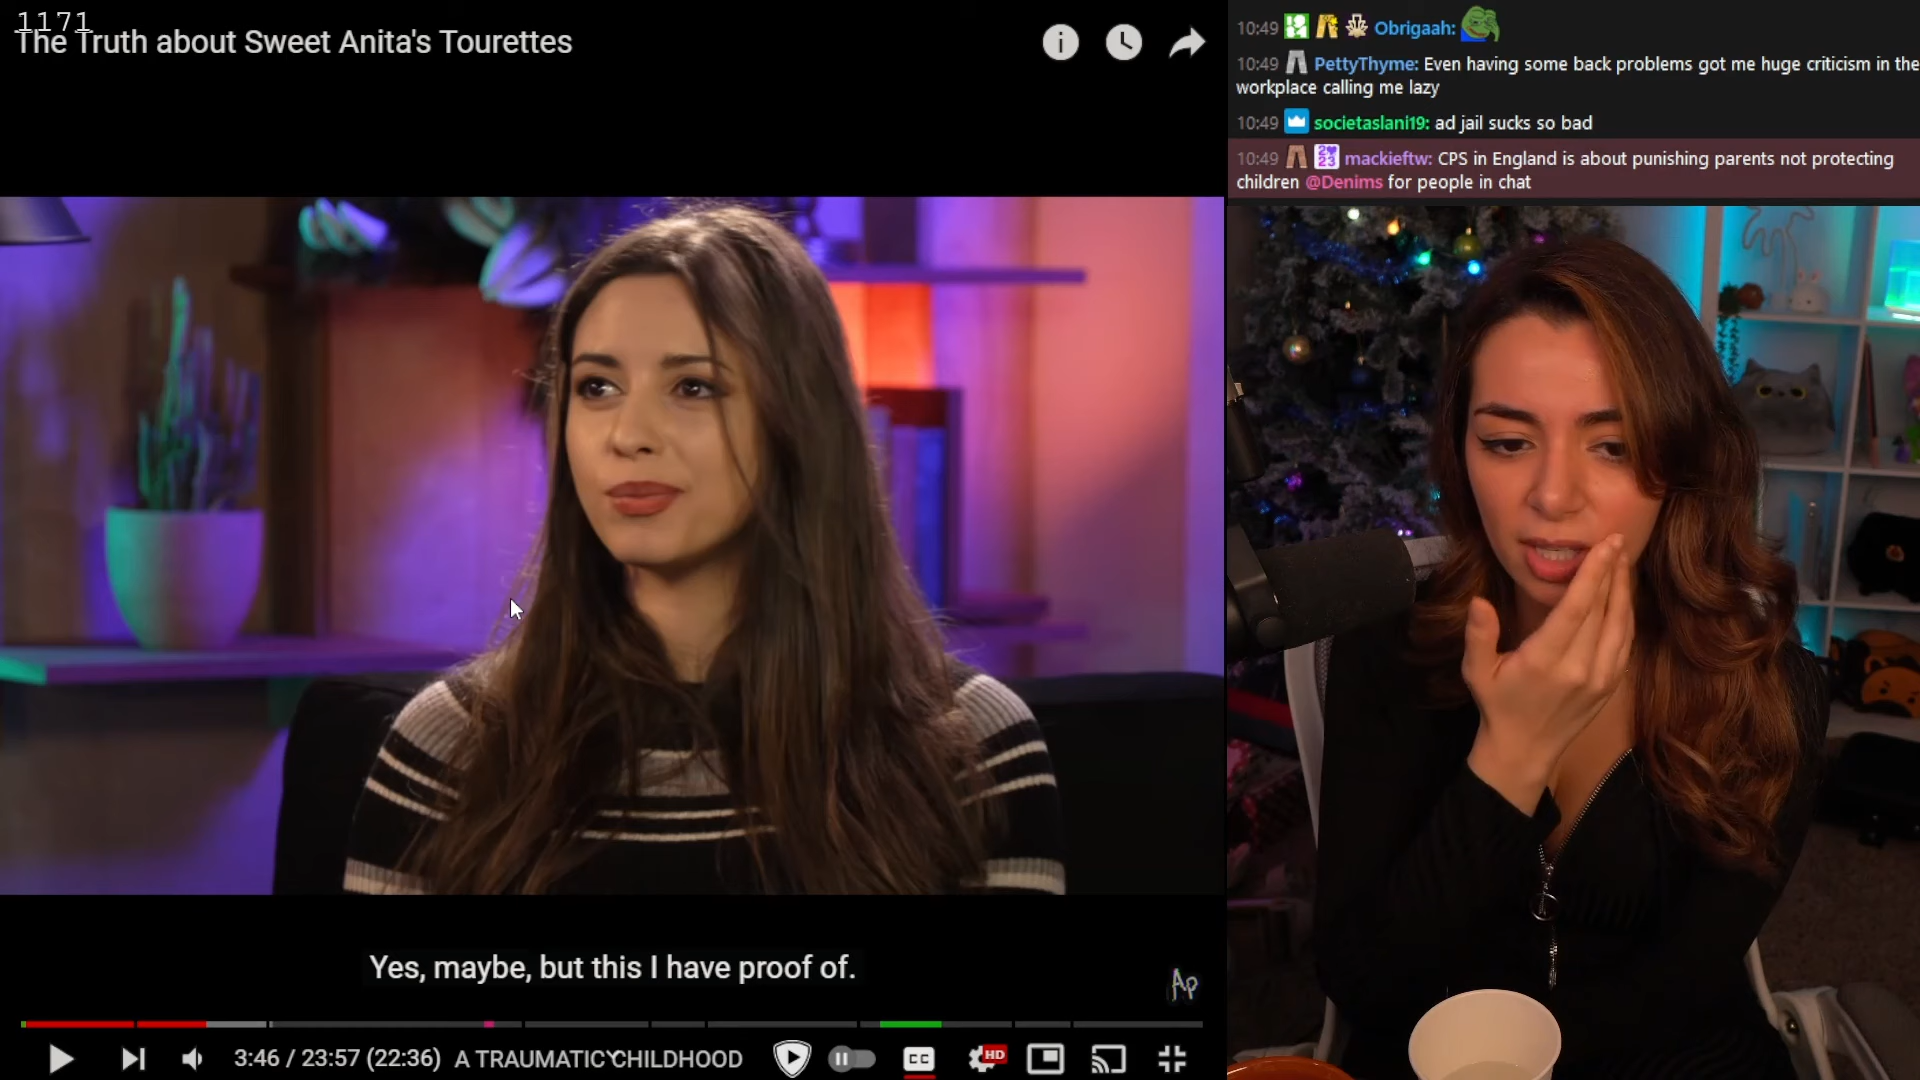 1171
The Truth about Sweet Anita's Tourettes
10:49 Obrigaah:
10:49 PettyThyme: Even having some back problems got me huge criticism in the
workplace calling me lazy
10:49 societaslani19: ad jail sucks so bad
10:49 mackieftw: CPS in England is about punishing parents not protecting
children @Denims for people in chat
Yes, maybe, but this I have proof of.
Ap
3:46 / 23:57 (22:36) A TRAUMATIC CHILDHOOD
CC
HD